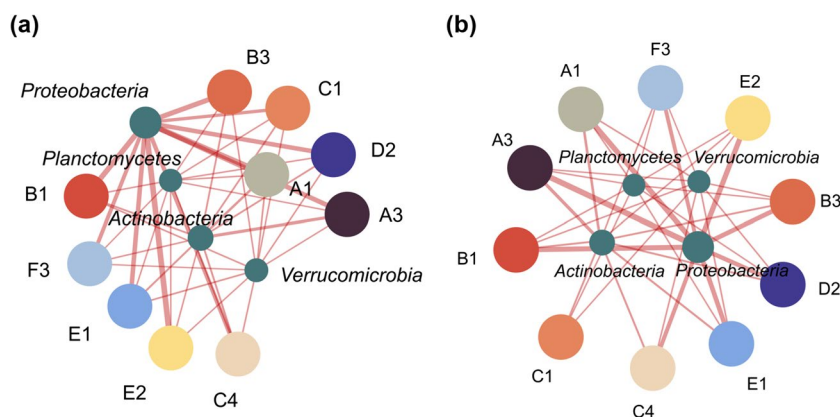 (a)
B3
C1
Proteobacteria
D2
Planctomycetes
A1
B1
A3
Actinobacteria
F3
Verrucomicrobia
E1
E2
C4
(b)
F3
A1
E2
A3
Planctomycetes
Verrucomicrobia
B3
B1
Actinobacteria
Proteobacteria
D2
C1
E1
C4